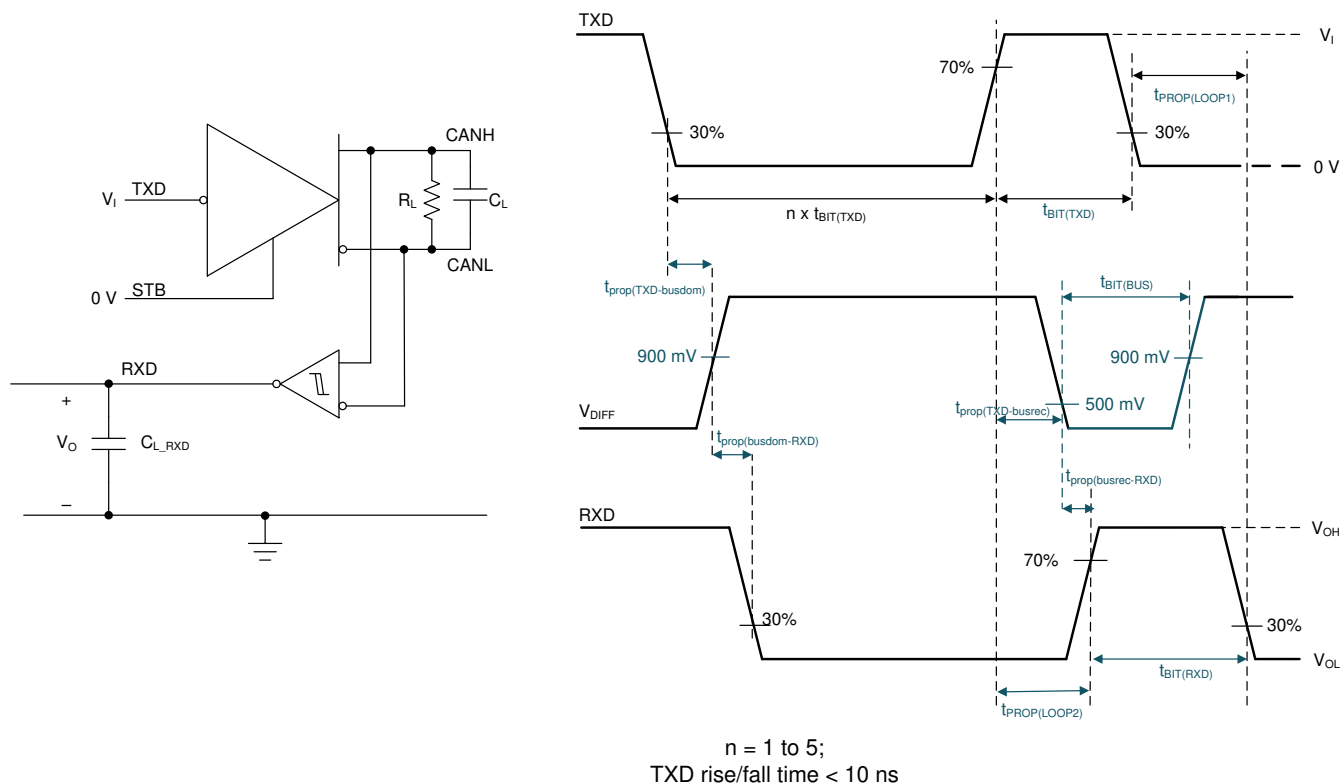 CANH
TXD
V_I
R_L
C_L
CANL
STB
0 V
RXD
+
V_O
C_L_RXD
–
TXD
V_I
70%
t_PROP(LOOP1)
30%
30%
0 V
n x t_BIT(TXD)
t_BIT(TXD)
t_prop(TXD-busdom)
t_BIT(BUS)
900 mV
900 mV
V_DIFF
t_prop(TXD-busrec)
500 mV
t_prop(busdom-RXD)
t_prop(busrec-RXD)
RXD
V_OH
70%
30%
30%
t_BIT(RXD)
V_OL
t_PROP(LOOP2)
n = 1 to 5;
TXD rise/fall time < 10 ns